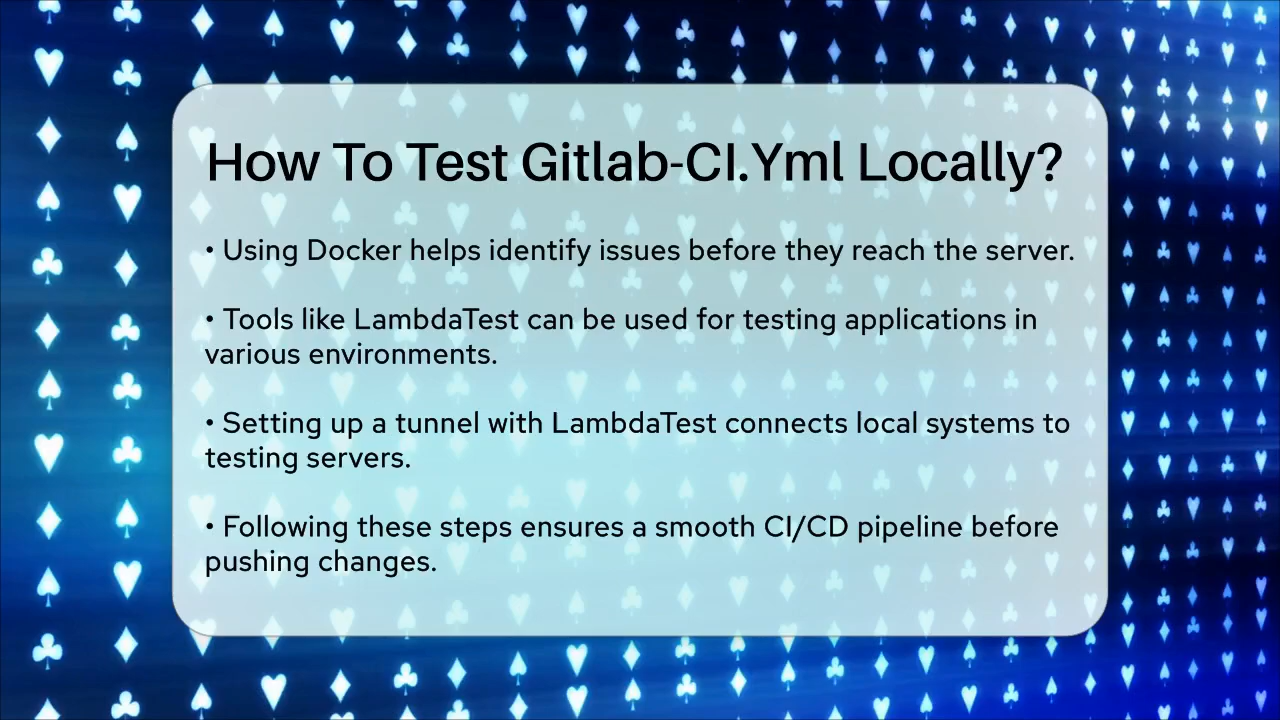 How To Test Gitlab-CI.Yml Locally?
• Using Docker helps identify issues before they reach the server.
• Tools like LambdaTest can be used for testing applications in
various environments.
• Setting up a tunnel with LambdaTest connects local systems to
testing servers.
• Following these steps ensures a smooth CI/CD pipeline before
pushing changes.